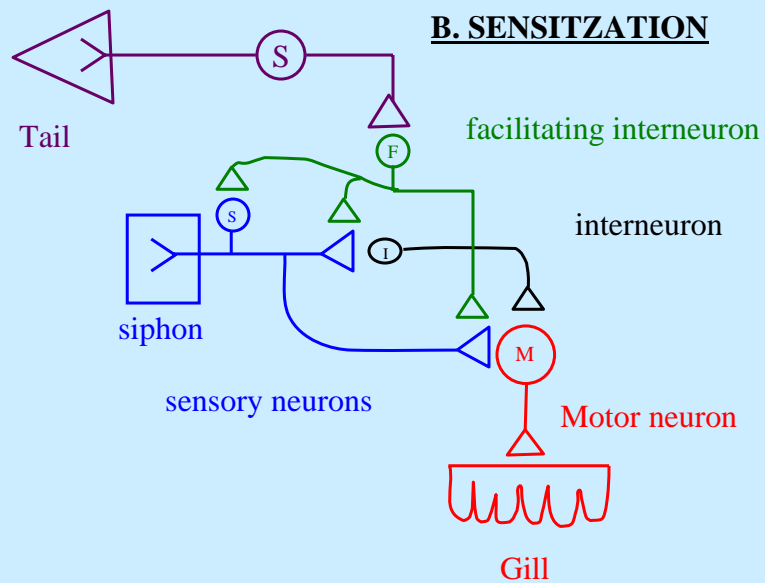 B. SENSITZATION
S
Tail
facilitating interneuron
F
S
interneuron
I
siphon
M
sensory neurons
Motor neuron
Gill